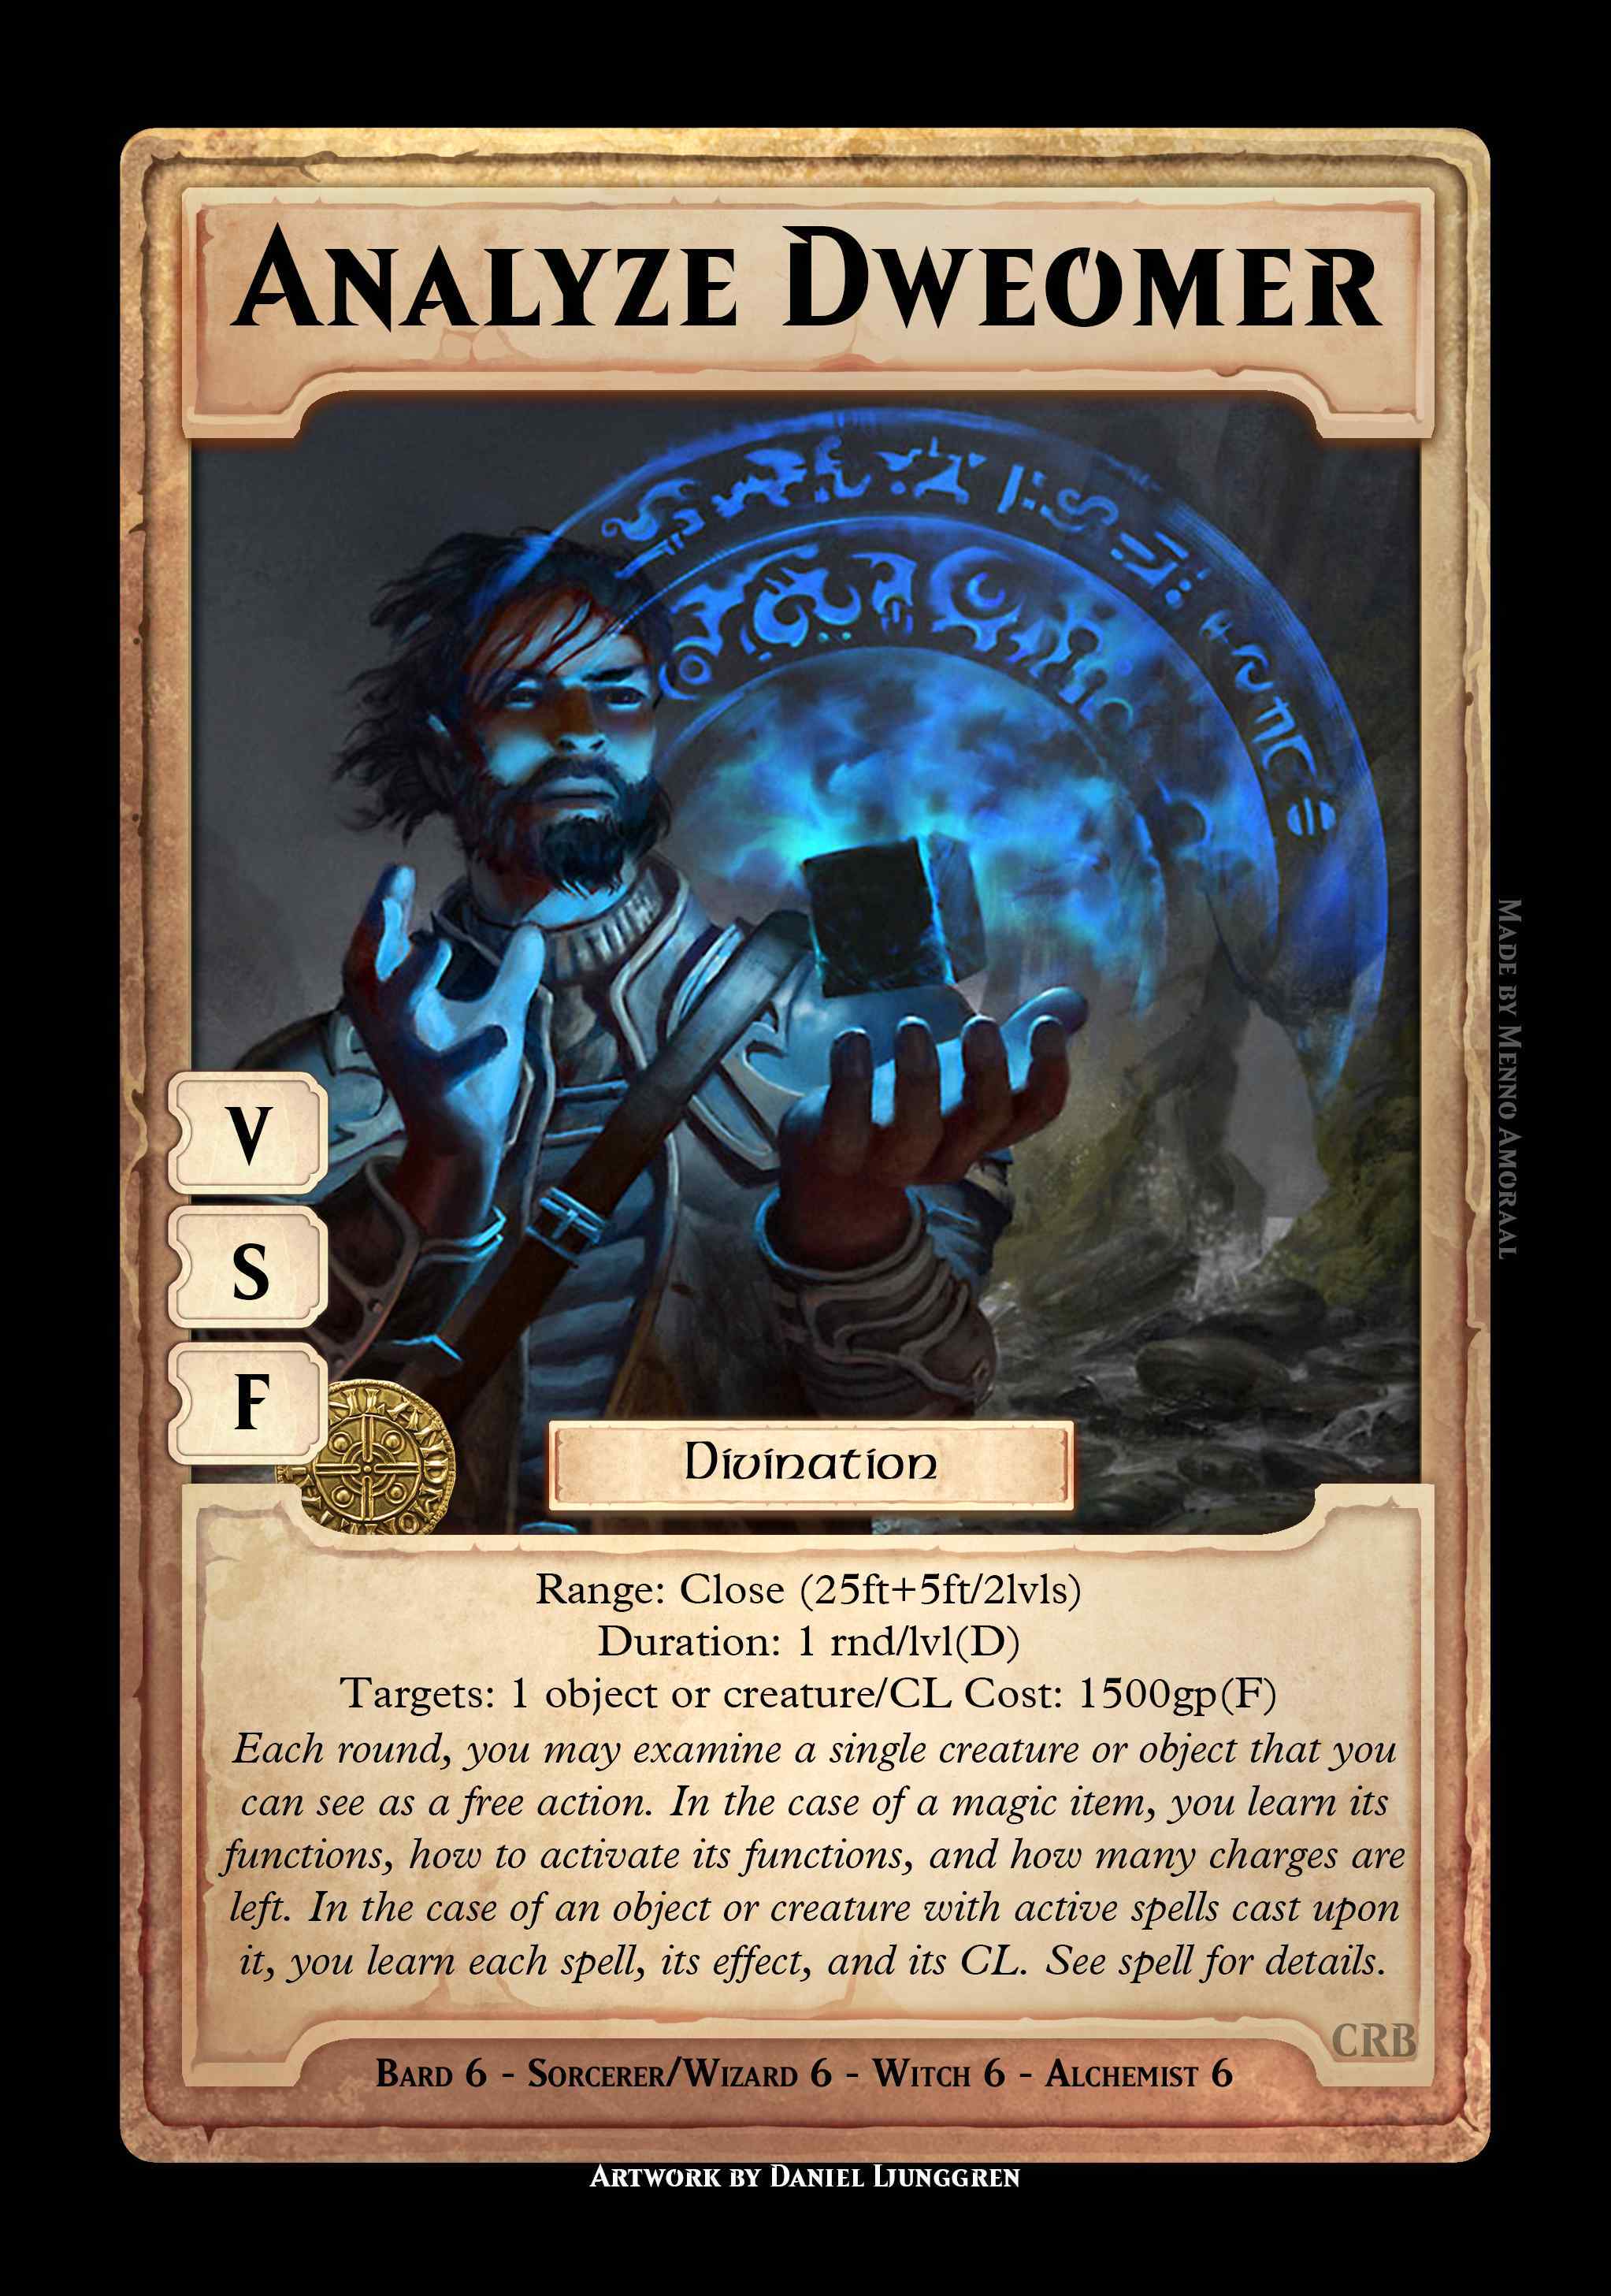 Analyze Dweomer
V
S
F
Divination
Range: Close (25ft+5ft/2lvls)
Duration: 1 rnd/lvl(D)
Targets: 1 object or creature/CL Cost: 1500gp(F)
Each round, you may examine a single creature or object that you
can see as a free action. In the case of a magic item, you learn its
functions, how to activate its functions, and how many charges are
left. In the case of an object or creature with active spells cast upon
it, you learn each spell, its effect, and its CL. See spell for details.
CRB
Bard 6 - Sorcerer/Wizard 6 - Witch 6 - Alchemist 6
Artwork by Daniel Ljunggren
Made by Menno Amoraal